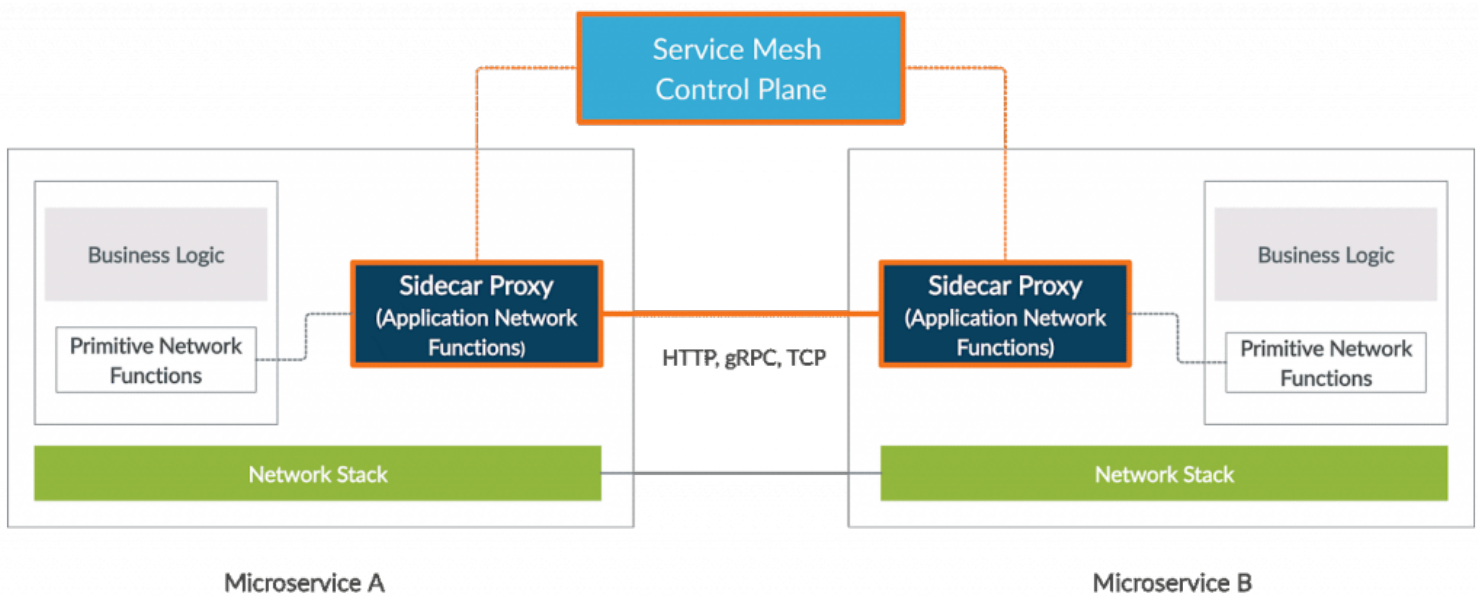 Service Mesh
Control Plane
Business Logic
Primitive Network
Functions
Sidecar Proxy
(Application Network
Functions)
HTTP, gRPC, TCP
Sidecar Proxy
(Application Network
Functions)
Business Logic
Primitive Network
Functions
Network Stack
Network Stack
Microservice A
Microservice B